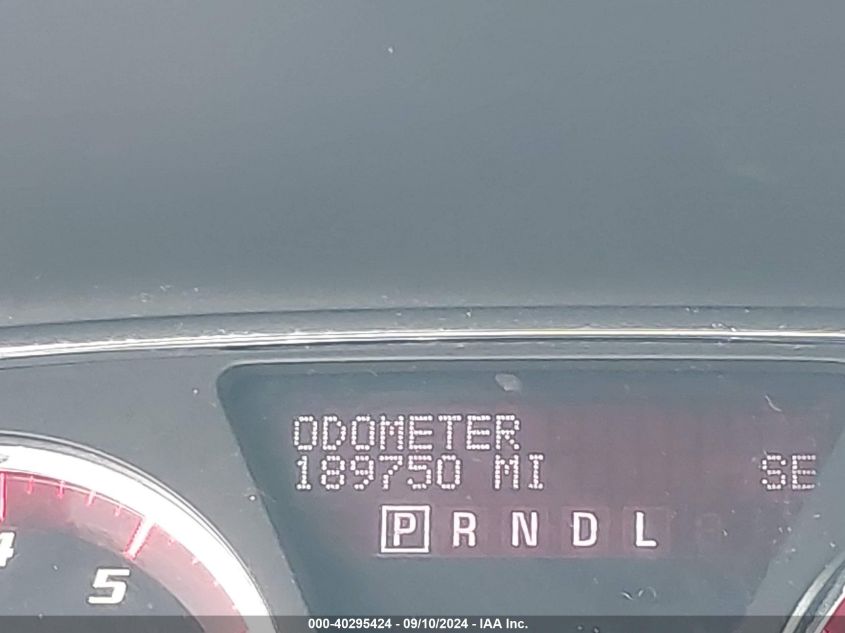 ODOMETER
189750 MI SE
P R N D L
4
5
000-40295424 - 09/10/2024 - IAA Inc.